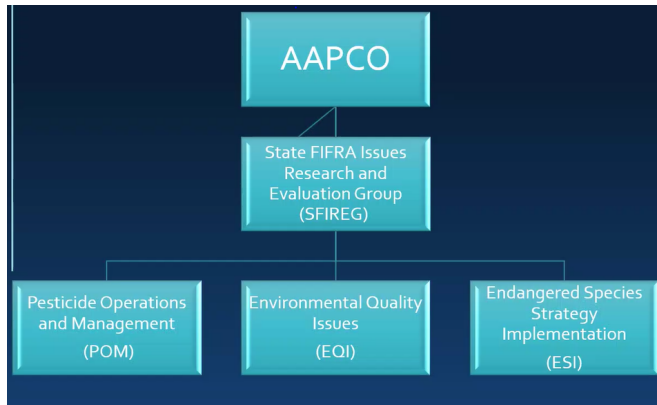 AAPCO
State FIFRA Issues
Research and
Evaluation Group
(SFIREG)
Pesticide Operations
and Management
(POM)
Environmental Quality
Issues
(EQI)
Endangered Species
Strategy
Implementation
(ESI)